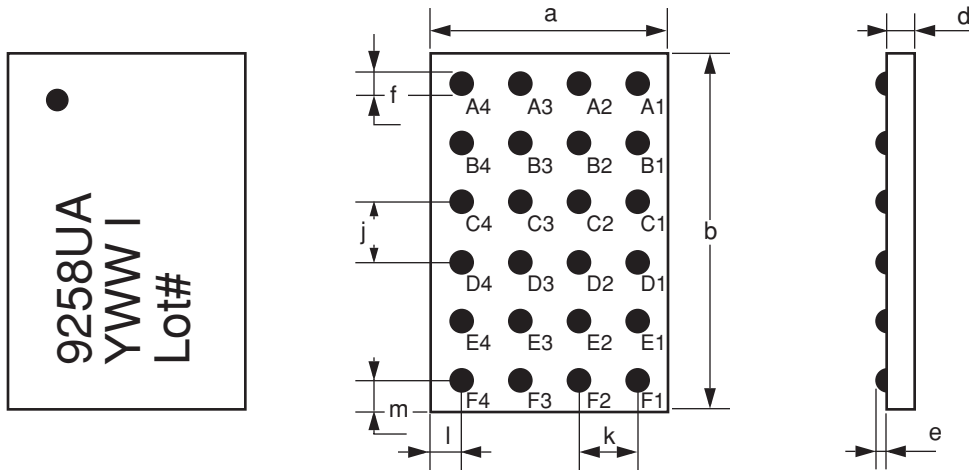 9258UA
YWW I
Lot#
a
d
f
A4 A3 A2 A1
B4 B3 B2 B1
j
C4 C3 C2 C1
b
D4 D3 D2 D1
E4 E3 E2 E1
m
F4 F3 F2 F1
l
k
e